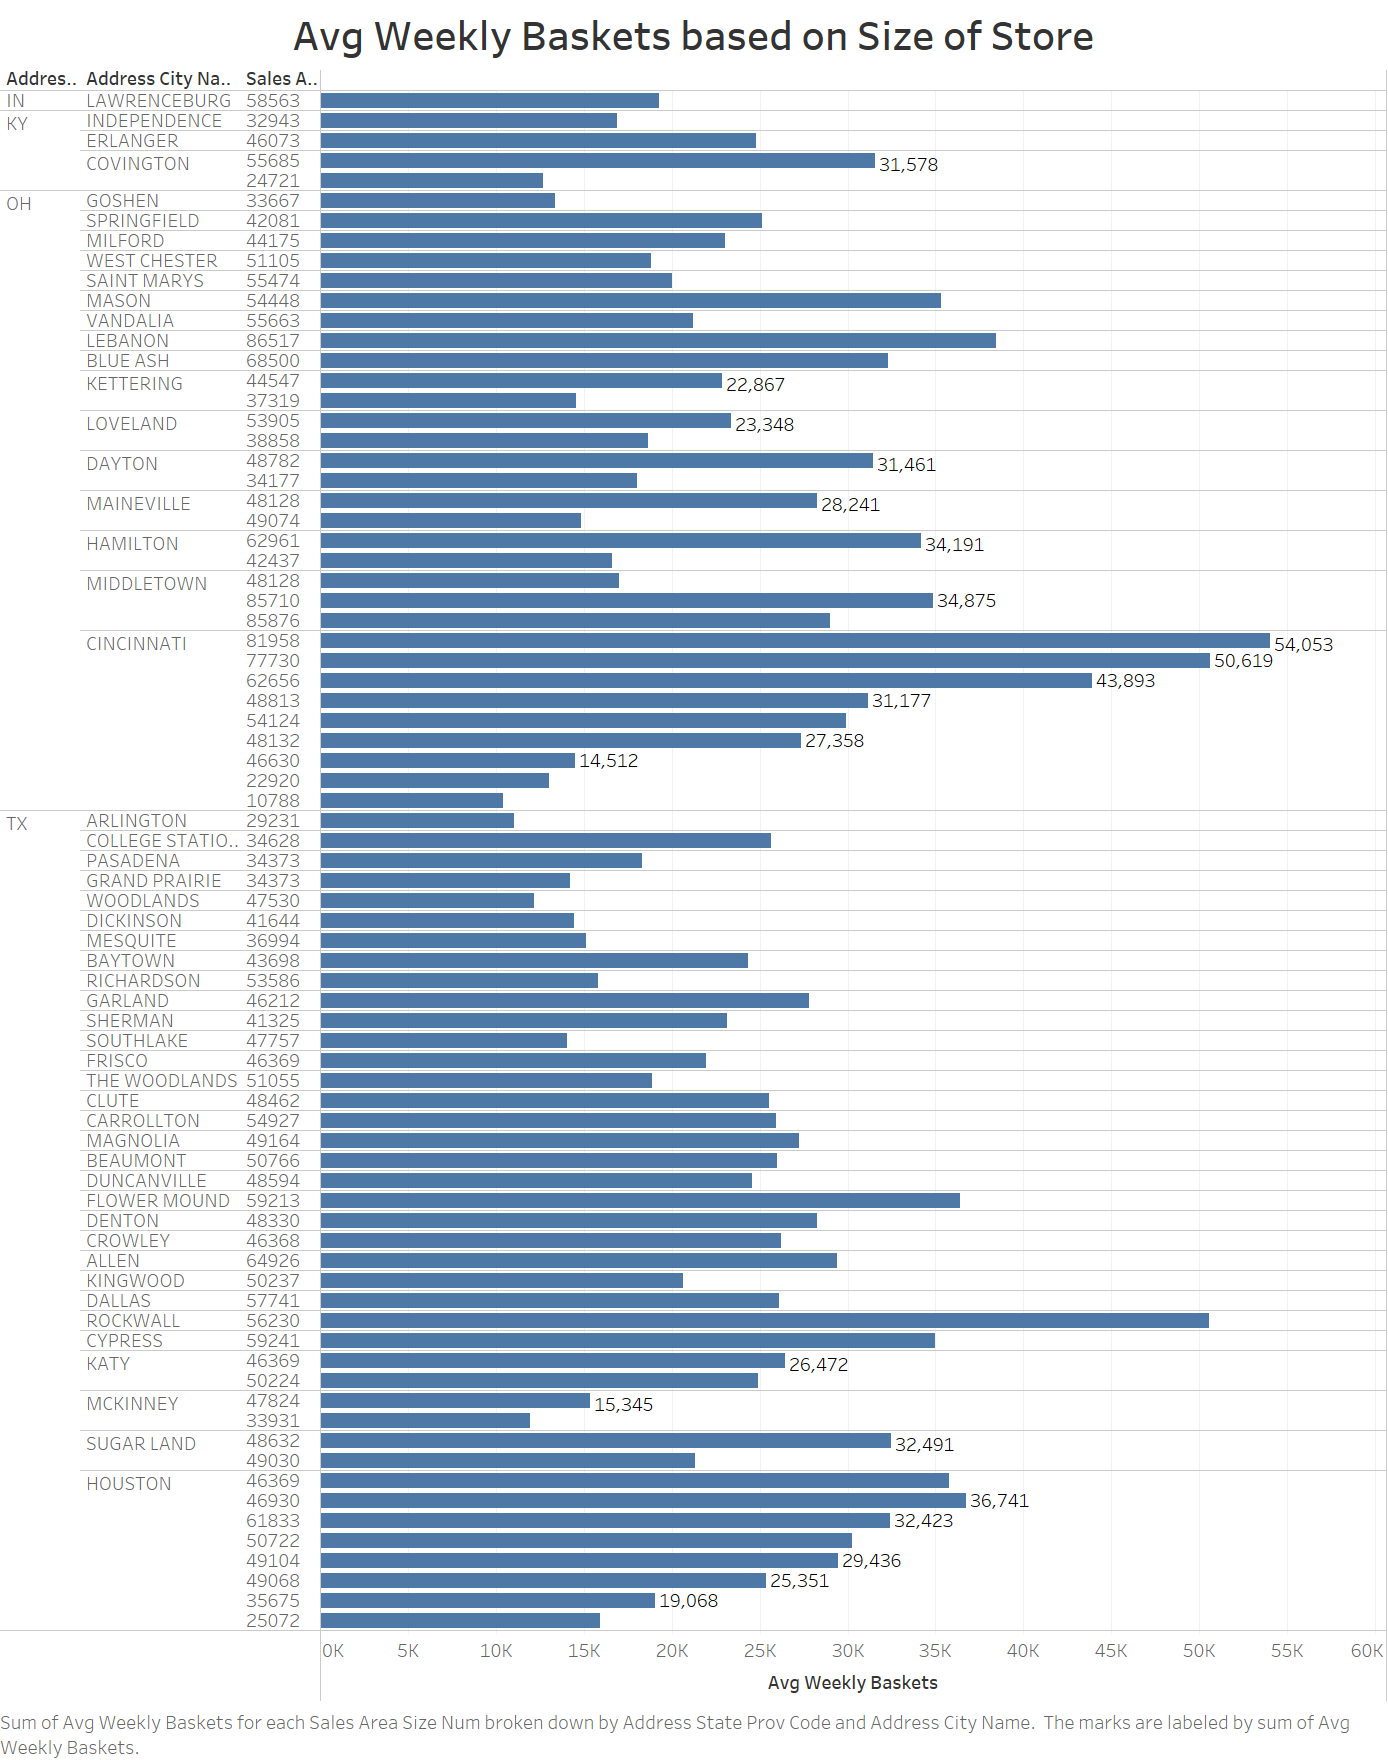 Avg Weekly Baskets based on Size of Store
Addres.. Address City Na.. Sales A..
IN LAWRENCEBURG 58563
KY INDEPENDENCE 32943
ERLANGER 46073
COVINGTON 55685 31,578
24721
OH GOSHEN 33667
SPRINGFIELD 42081
MILFORD 44175
WEST CHESTER 51105
SAINT MARYS 55474
MASON 54448
VANDALIA 55663
LEBANON 86517
BLUE ASH 68500
KETTERING 44547 22,867
37319
LOVELAND 53905 23,348
38858
DAYTON 48782 31,461
34177
MAINEVILLE 48128 28,241
49074
HAMILTON 62961 34,191
42437
MIDDLETOWN 48128
85710 34,875
85876
CINCINNATI 81958 54,053
77730 50,619
62656 43,893
48813 31,177
54124
48132 27,358
46630 14,512
22920
10788
TX ARLINGTON 29231
COLLEGE STATIO.. 34628
PASADENA 34373
GRAND PRAIRIE 34373
WOODLANDS 47530
DICKINSON 41644
MESQUITE 36994
BAYTOWN 43698
RICHARDSON 53586
GARLAND 46212
SHERMAN 41325
SOUTHLAKE 47757
FRISCO 46369
THE WOODLANDS 51055
CLUTE 48462
CARROLLTON 54927
MAGNOLIA 49164
BEAUMONT 50766
DUNCANVILLE 48594
FLOWER MOUND 59213
DENTON 48330
CROWLEY 46368
ALLEN 64926
KINGWOOD 50237
DALLAS 57741
ROCKWALL 56230
CYPRESS 59241
KATY 46369 26,472
50224
MCKINNEY 47824 15,345
33931
SUGAR LAND 48632 32,491
49030
HOUSTON 46369
46930 36,741
61833 32,423
50722
49104 29,436
49068 25,351
35675 19,068
25072
0K 5K 10K 15K 20K 25K 30K 35K 40K 45K 50K 55K 60K
Avg Weekly Baskets
Sum of Avg Weekly Baskets for each Sales Area Size Num broken down by Address State Prov Code and Address City Name.  The marks are labeled by sum of Avg
Weekly Baskets.